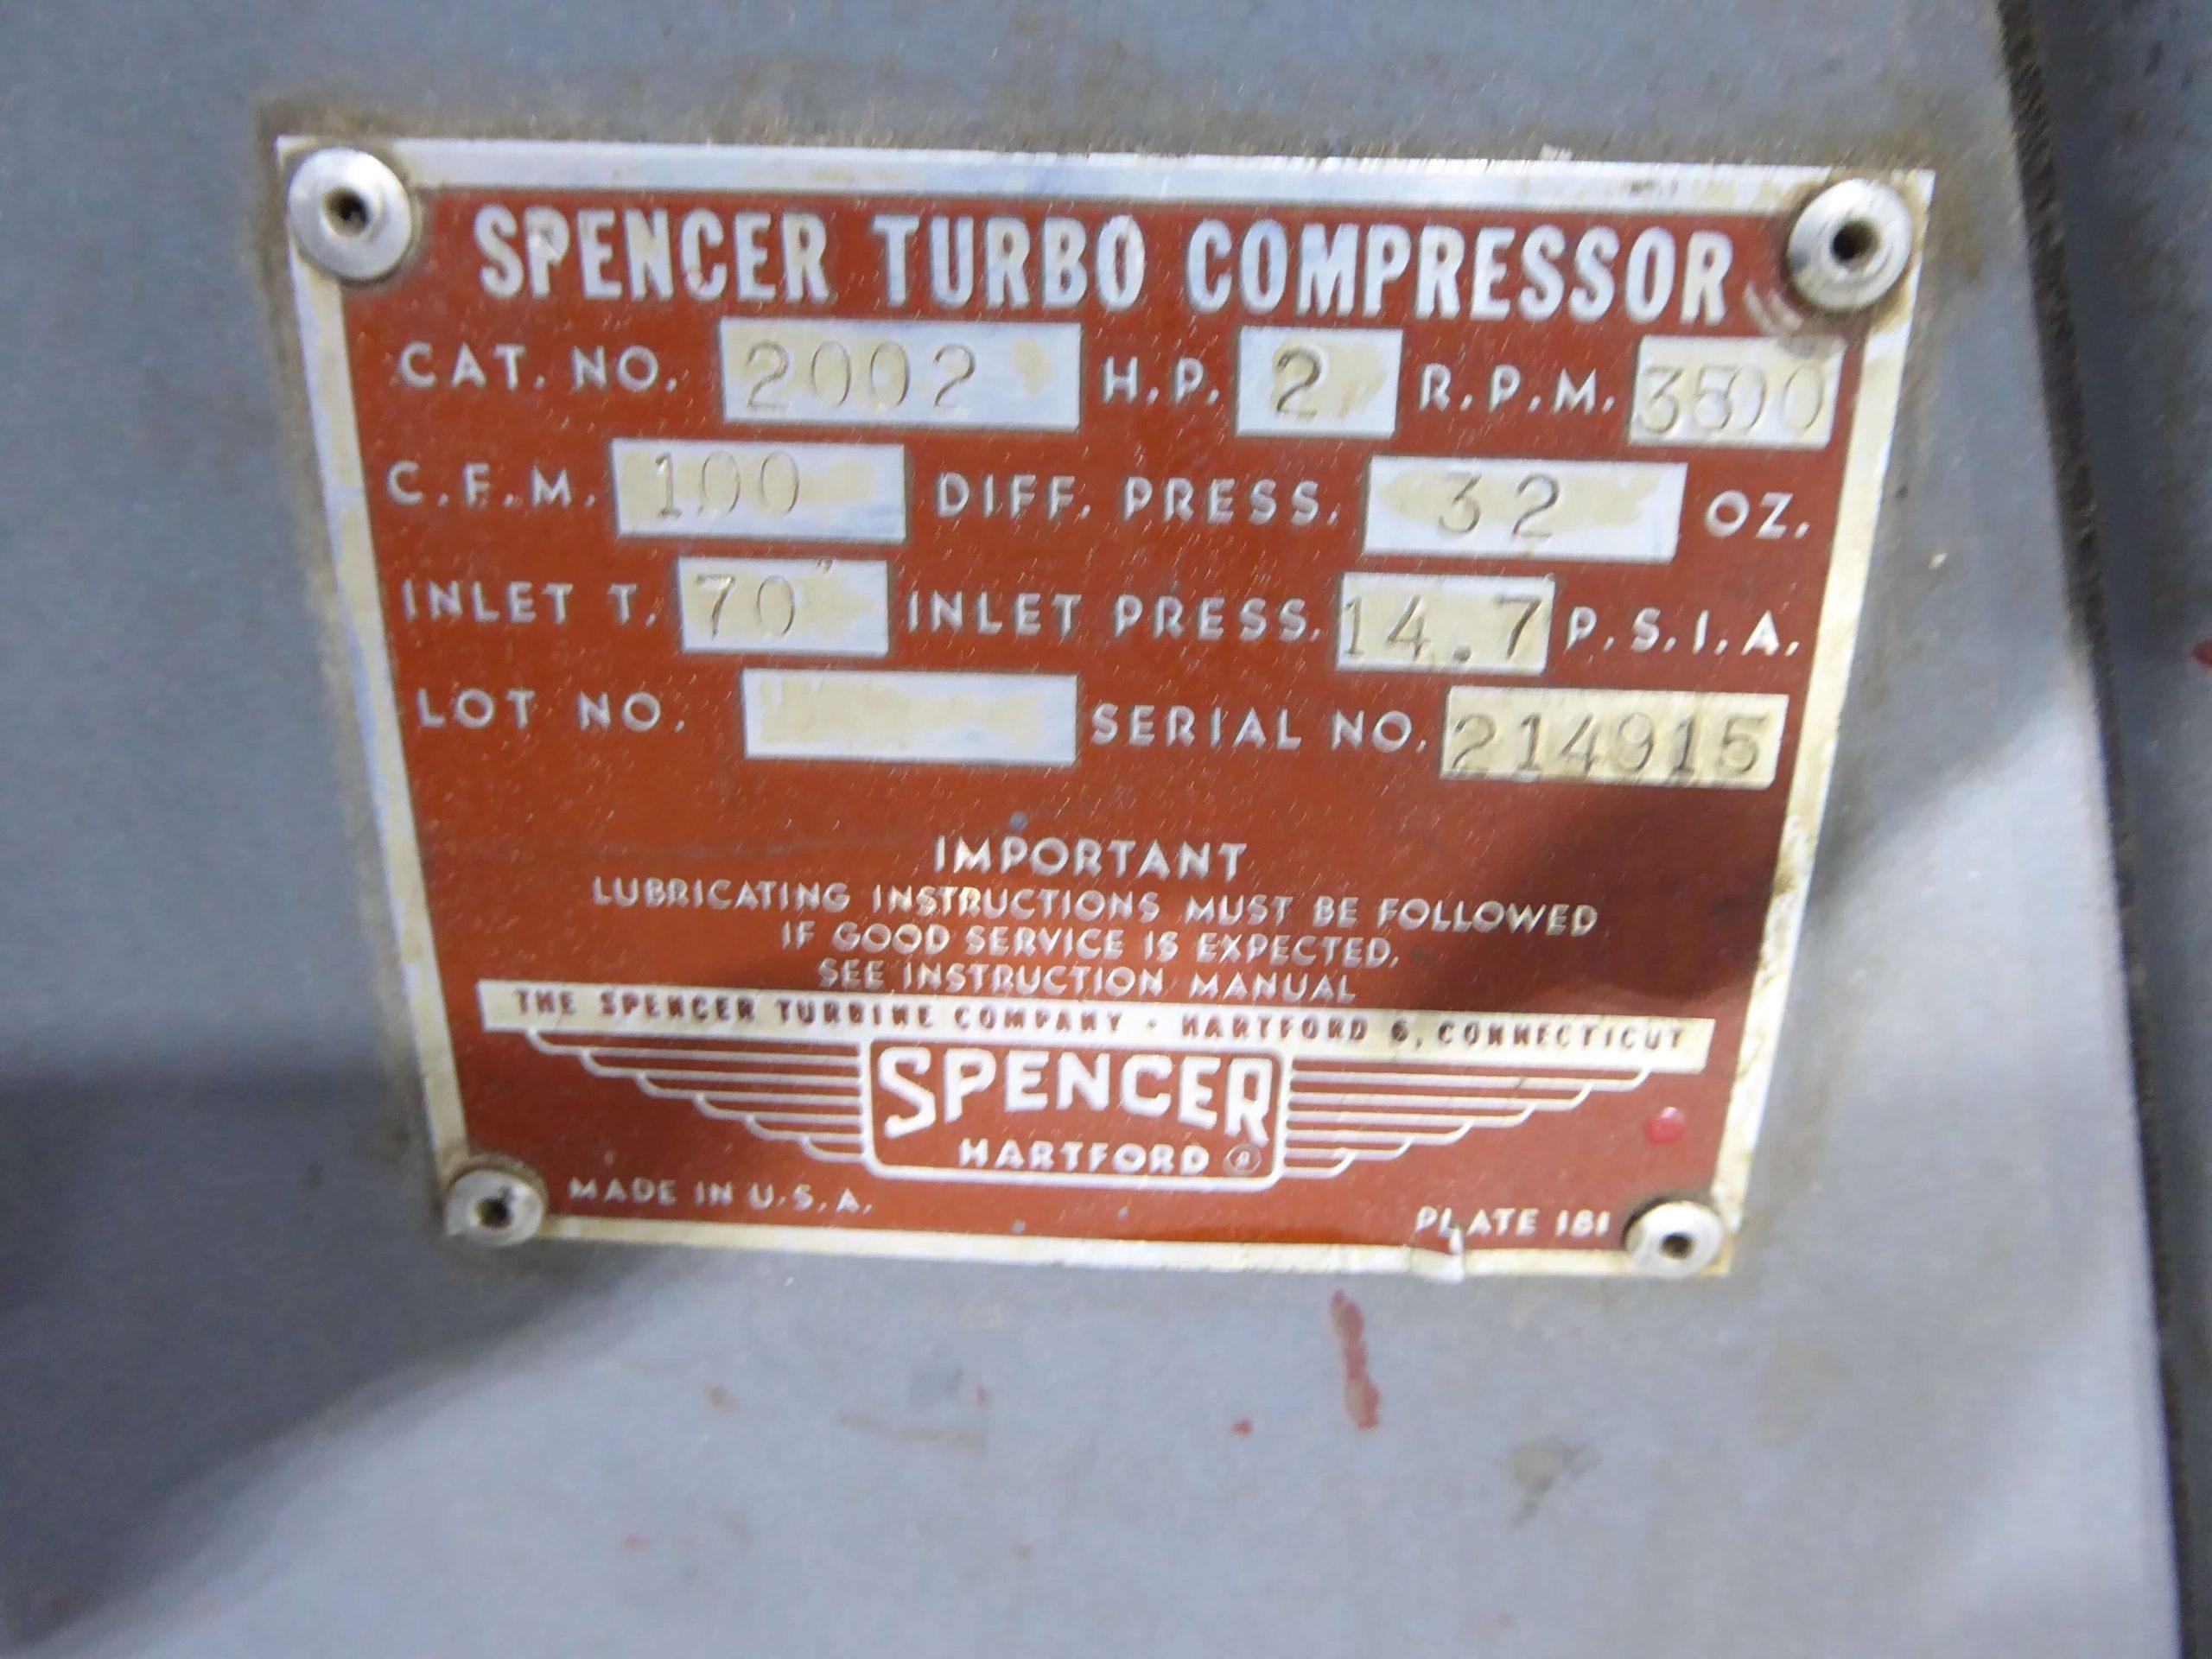 SPENCER TURBO COMPRESSOR
CAT. NO. 2002 H.P. 2 R.P.M. 3500
C.F.M. 100 DIFF. PRESS. 32 OZ.
INLET T. 70° INLET PRESS. 14.7 P.S.I.A.
LOT NO. SERIAL NO. 214915
IMPORTANT
LUBRICATING INSTRUCTIONS MUST BE FOLLOWED
IF GOOD SERVICE IS EXPECTED.
SEE INSTRUCTION MANUAL
THE SPENCER TURBINE COMPANY • HARTFORD 6, CONNECTICUT
SPENCER
HARTFORD ®
MADE IN U.S.A.
PLATE 181